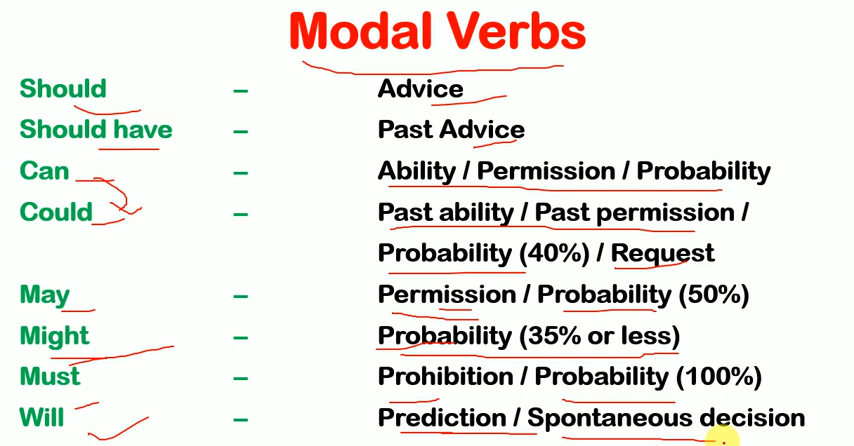 Modal Verbs
Should – Advice
Should have – Past Advice
Can – Ability / Permission / Probability
Could – Past ability / Past permission /
Probability (40%) / Request
May – Permission / Probability (50%)
Might – Probability (35% or less)
Must – Prohibition / Probability (100%)
Will – Prediction / Spontaneous decision